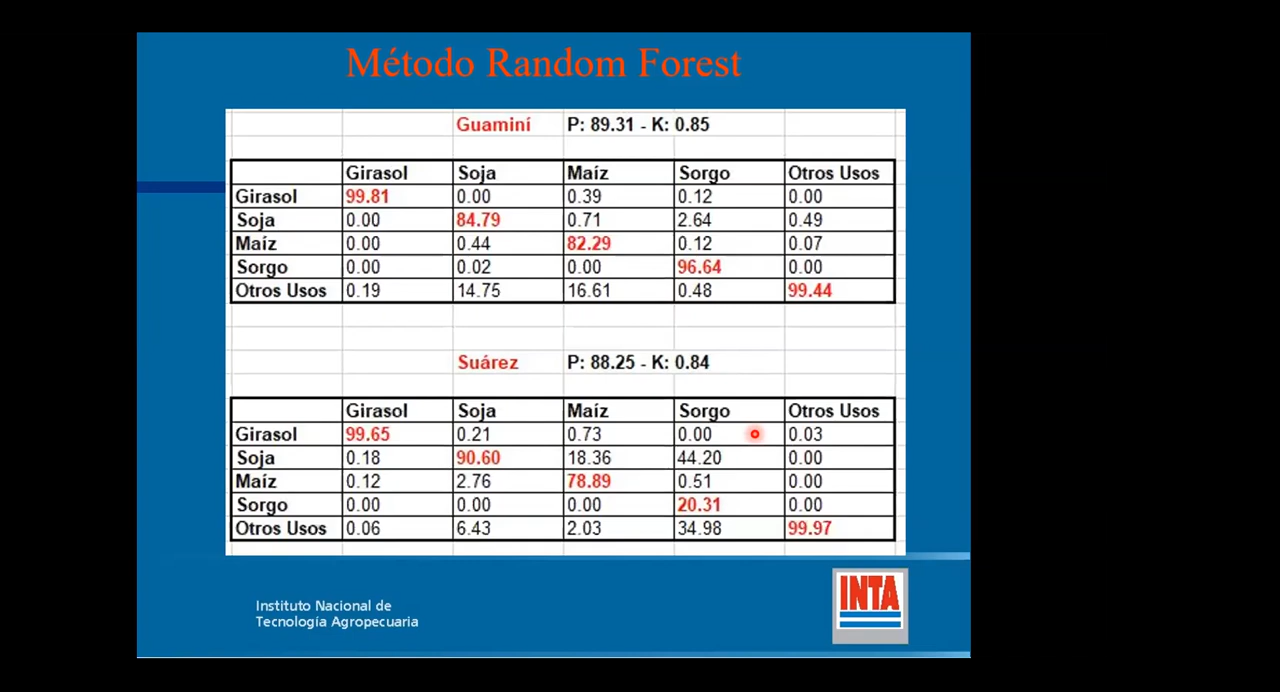 Método Random Forest
Guaminí P: 89.31 - K: 0.85
Girasol Soja Maíz Sorgo Otros Usos
Girasol 99.81 0.00 0.39 0.12 0.00
Soja 0.00 84.79 0.71 2.64 0.49
Maíz 0.00 0.44 82.29 0.12 0.07
Sorgo 0.00 0.02 0.00 96.64 0.00
Otros Usos 0.19 14.75 16.61 0.48 99.44
Suárez P: 88.25 - K: 0.84
Girasol Soja Maíz Sorgo Otros Usos
Girasol 99.65 0.21 0.73 0.00 0.03
Soja 0.18 90.60 18.36 44.20 0.00
Maíz 0.12 2.76 78.89 0.51 0.00
Sorgo 0.00 0.00 0.00 20.31 0.00
Otros Usos 0.06 6.43 2.03 34.98 99.97
Instituto Nacional de
Tecnología Agropecuaria
INTA